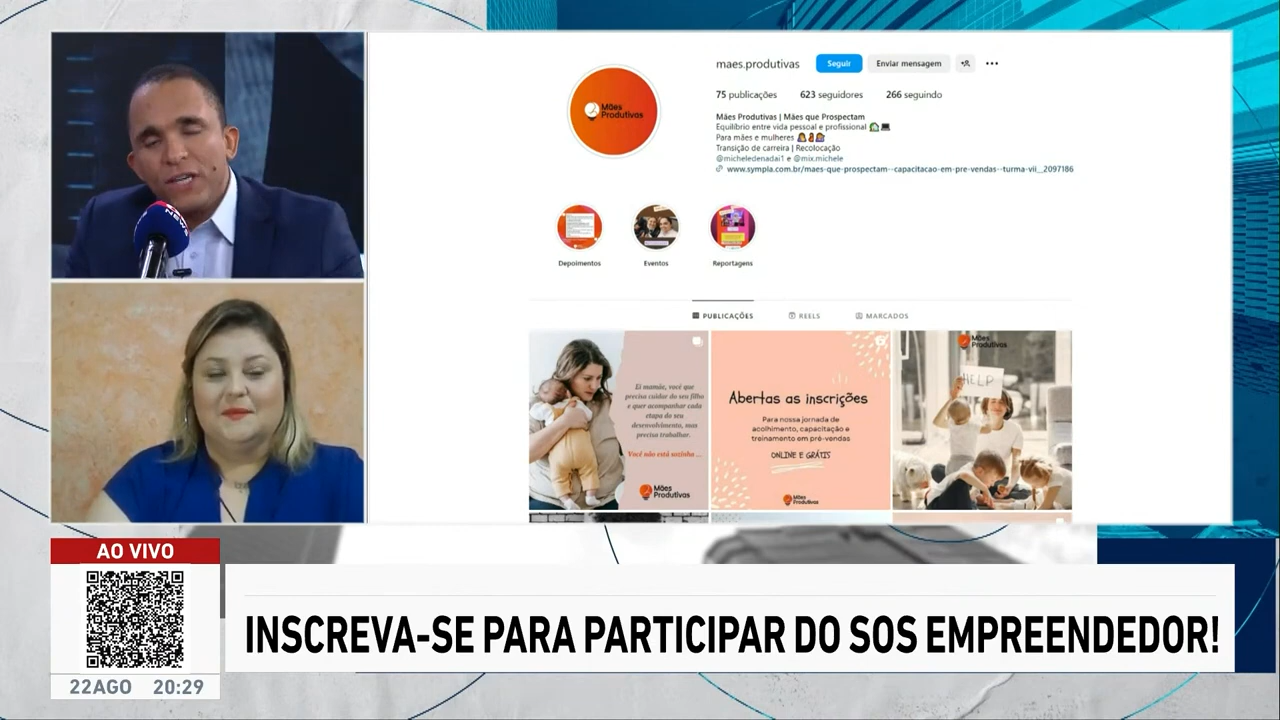 NEWS
maes.produtivas
Seguir
Enviar mensagem
75 publicações 623 seguidores 266 seguindo
Mães Produtivas | Mães que Prospectam
Equilíbrio entre vida pessoal e profissional
Para mães e mulheres
Transição de carreira | Recolocação
@micheledenadai1 e @mix.michele
www.sympla.com.br/maes-que-prospectam--capacitacao-em-pre-vendas--turma-vii__2097186
Mães
Produtivas
Depoimentos
Eventos
Reportagens
PUBLICAÇÕES
REELS
MARCADOS
Ei mamãe, você que
precisa cuidar do seu filho
e quer acompanhar cada
etapa do seu
desenvolvimento, mas
precisa trabalhar.
Você não está sozinha ...
Mães
Produtivas
Abertas as inscrições
Para nossa jornada de
acolhimento, capacitação e
treinamento em pré-vendas
ONLINE E GRÁTIS
Mães
Produtivas
Mães
Produtivas
HELP
AO VIVO
INSCREVA-SE PARA PARTICIPAR DO SOS EMPREENDEDOR!
22AGO 20:29